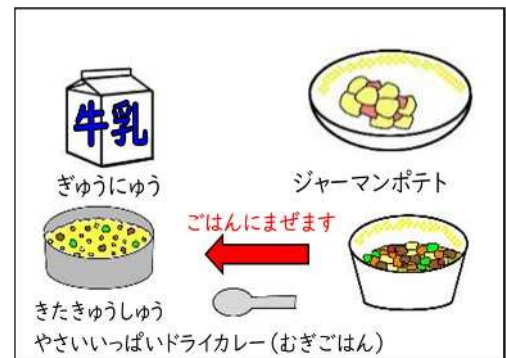 牛乳
ぎゅうにゅう
ジャーマンポテト
ごはんにまぜます
きたきゅうしゅう
やさいいっぱいドライカレー(むぎごはん)